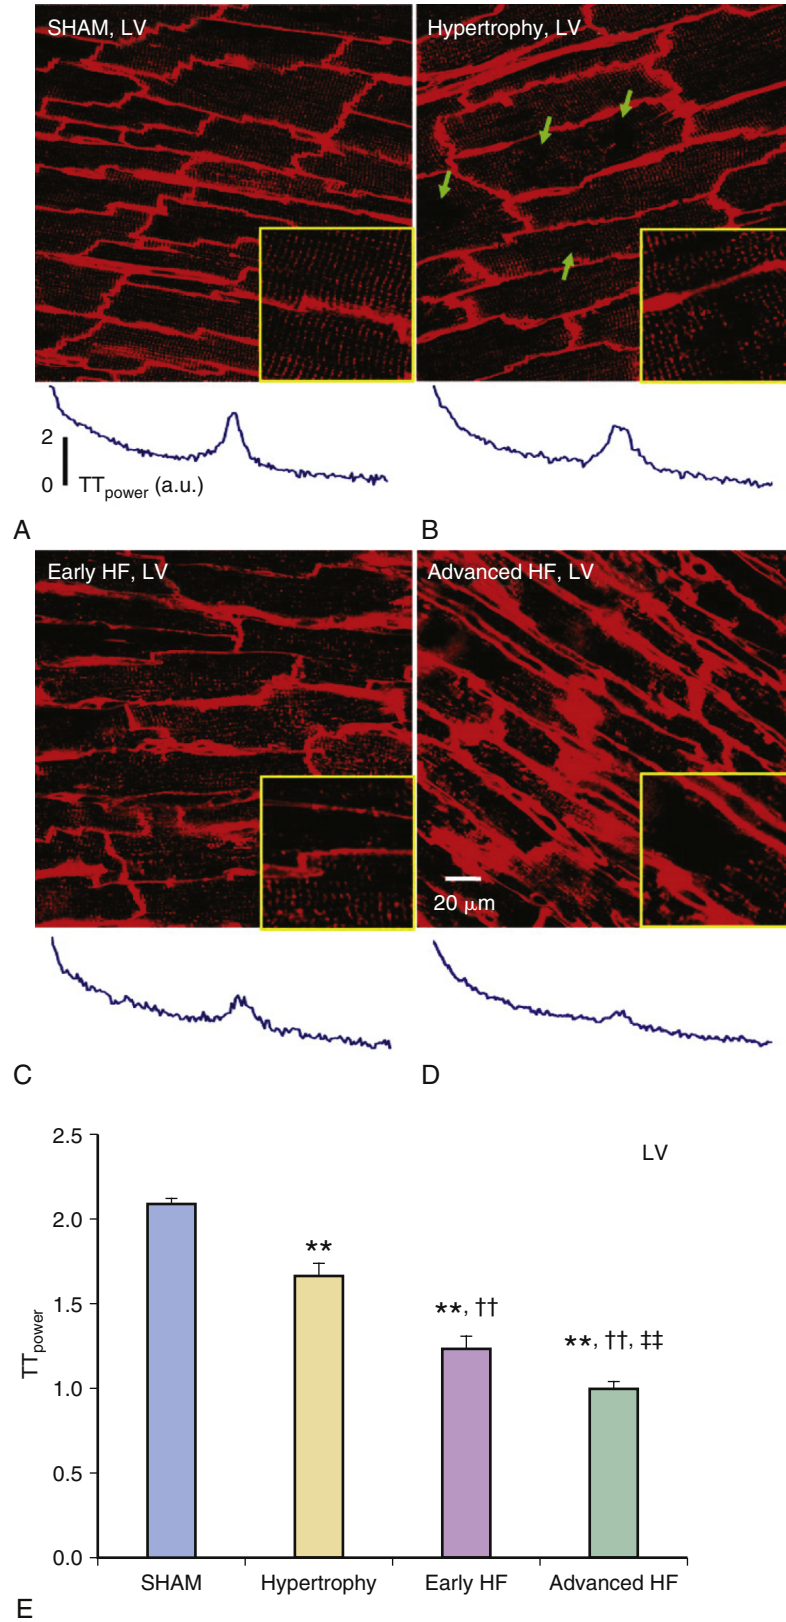 SHAM, LV
Hypertrophy, LV
2
0
TTpower (a.u.)
A
B
Early HF, LV
Advanced HF, LV
20 μm
C
D
LV
2.5
2.0
1.5
1.0
0.5
0.0
TTpower
**
**, ††
**, ††, ‡‡
SHAM
Hypertrophy
Early HF
Advanced HF
E